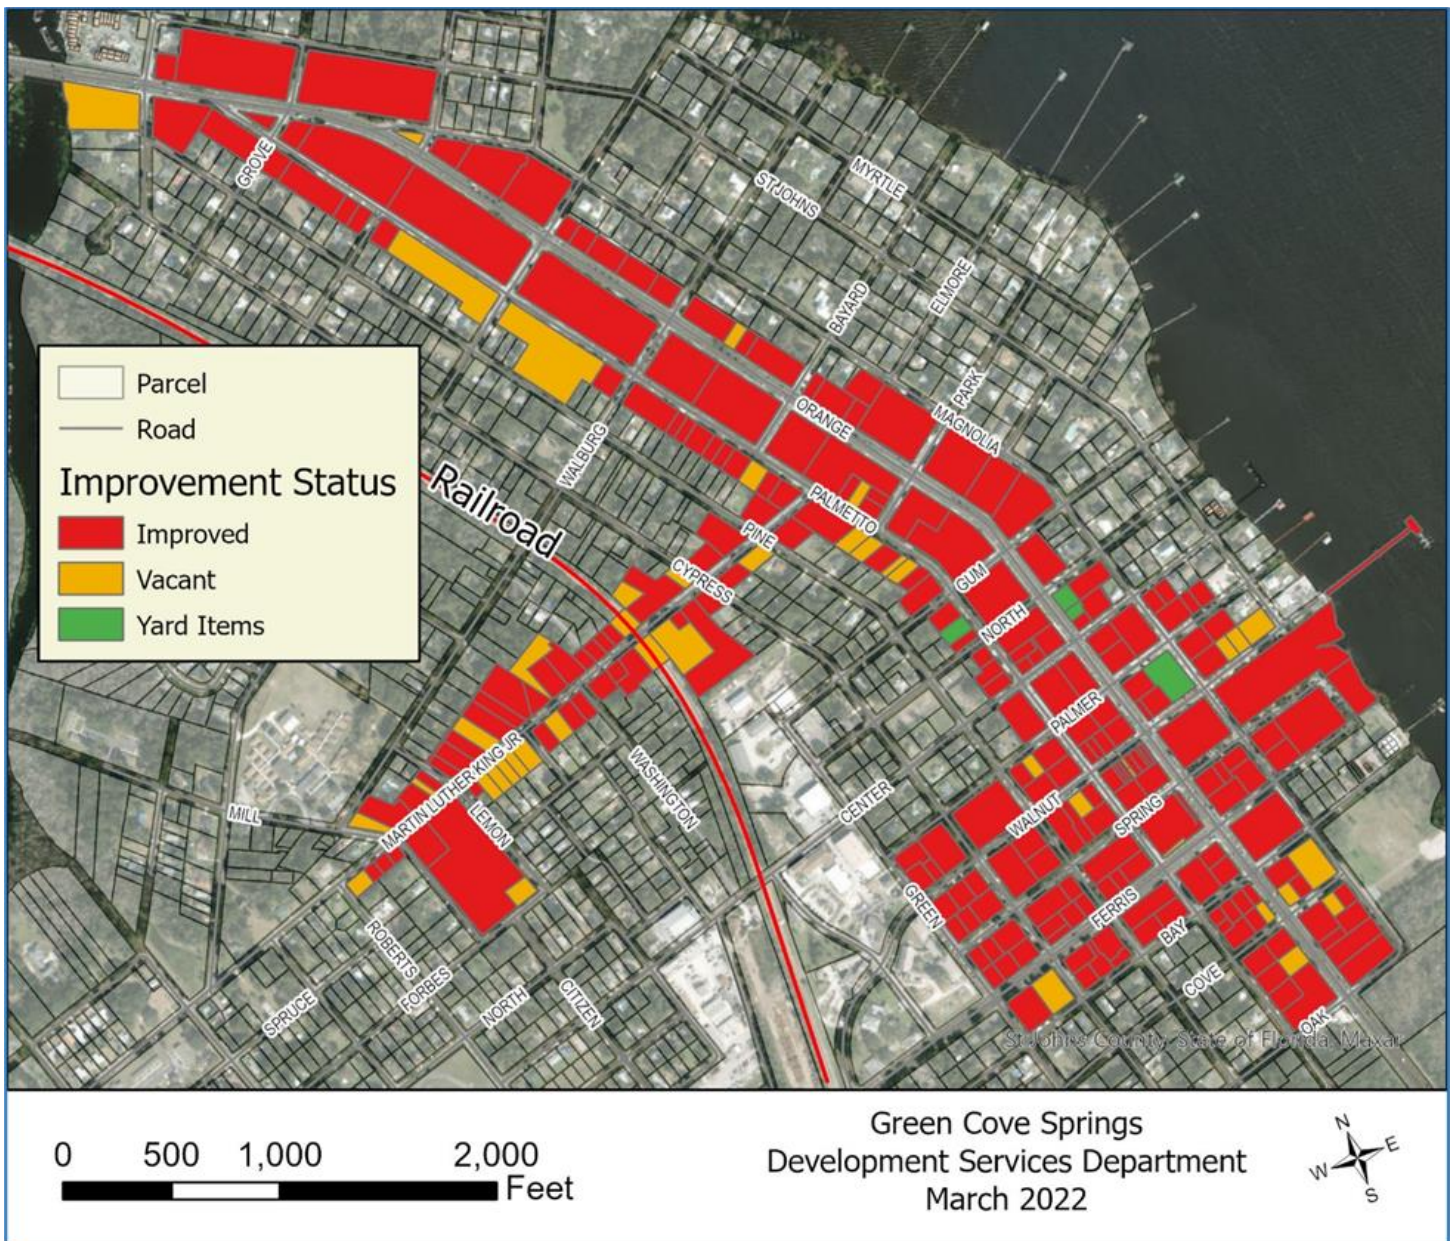 MYRTLE
ST JOHNS
GROVE
ELMORE
BAYARD
PARK
MAGNOLIA
ORANGE
WALBURG
Railroad
PALMETTO
PINE
CYPRESS
GUM
NORTH
PALMER
WALNUT
SPRING
WASHINGTON
CENTER
MARTIN LUTHER KING JR
LEMON
MILL
GREEN
FERRIS
BAY
COVE
OAK
ROBERTS
FORBES
SPRUCE
NORTH
CITIZEN
St Johns County, State of Florida, Maxar
Parcel
Road
Improvement Status
Improved
Vacant
Yard Items
0 500 1,000 2,000
Feet
Green Cove Springs
Development Services Department
March 2022
N
E
W
S